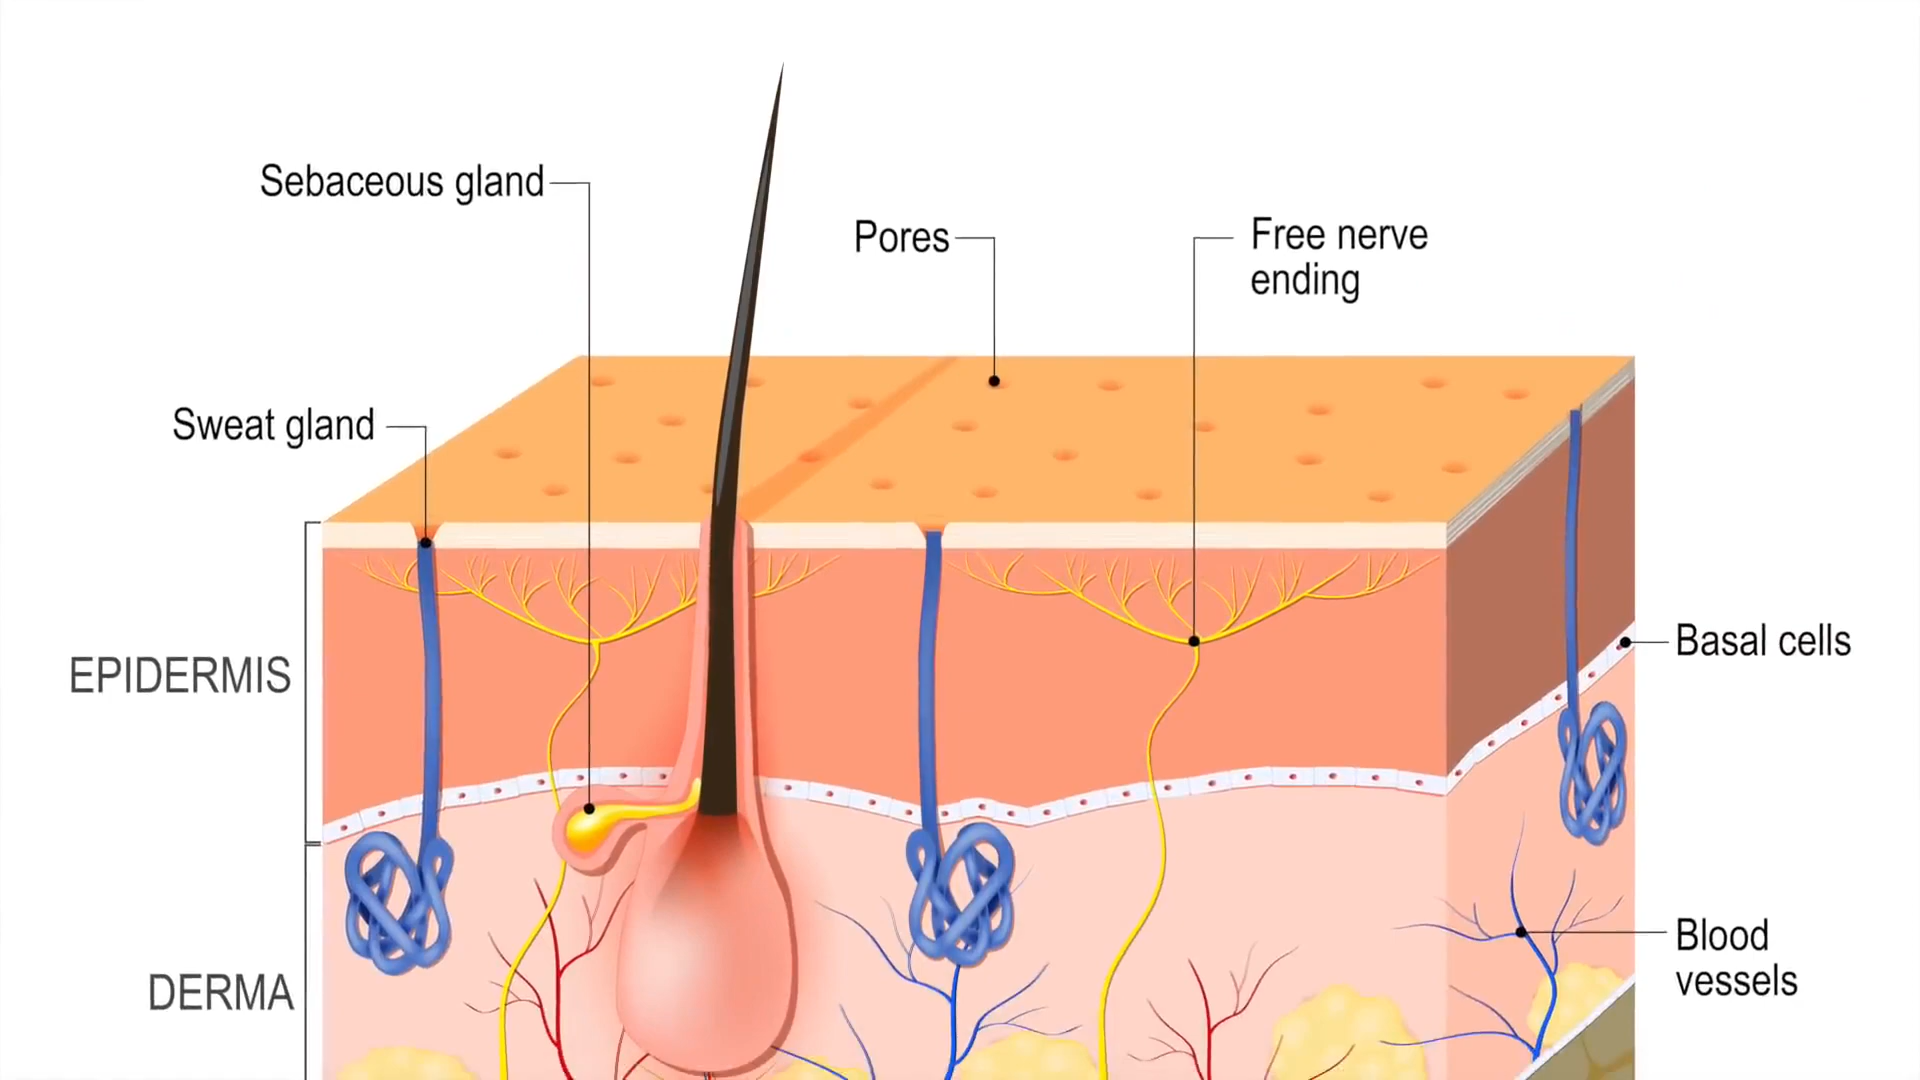 Sebaceous gland
Pores
Free nerve
ending
Sweat gland
EPIDERMIS
Basal cells
Blood
vessels
DERMA